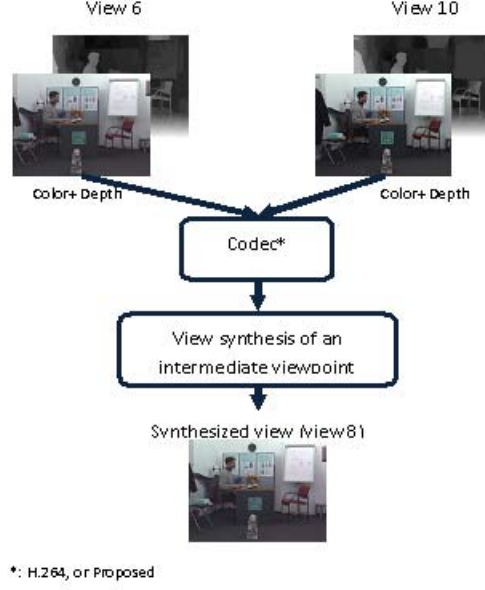 View 6
View 10
Color+ Depth
Color+ Depth
Codec*
View synthesis of an
intermediate viewpoint
Synthesized view (view8)
*: H.264, or Proposed